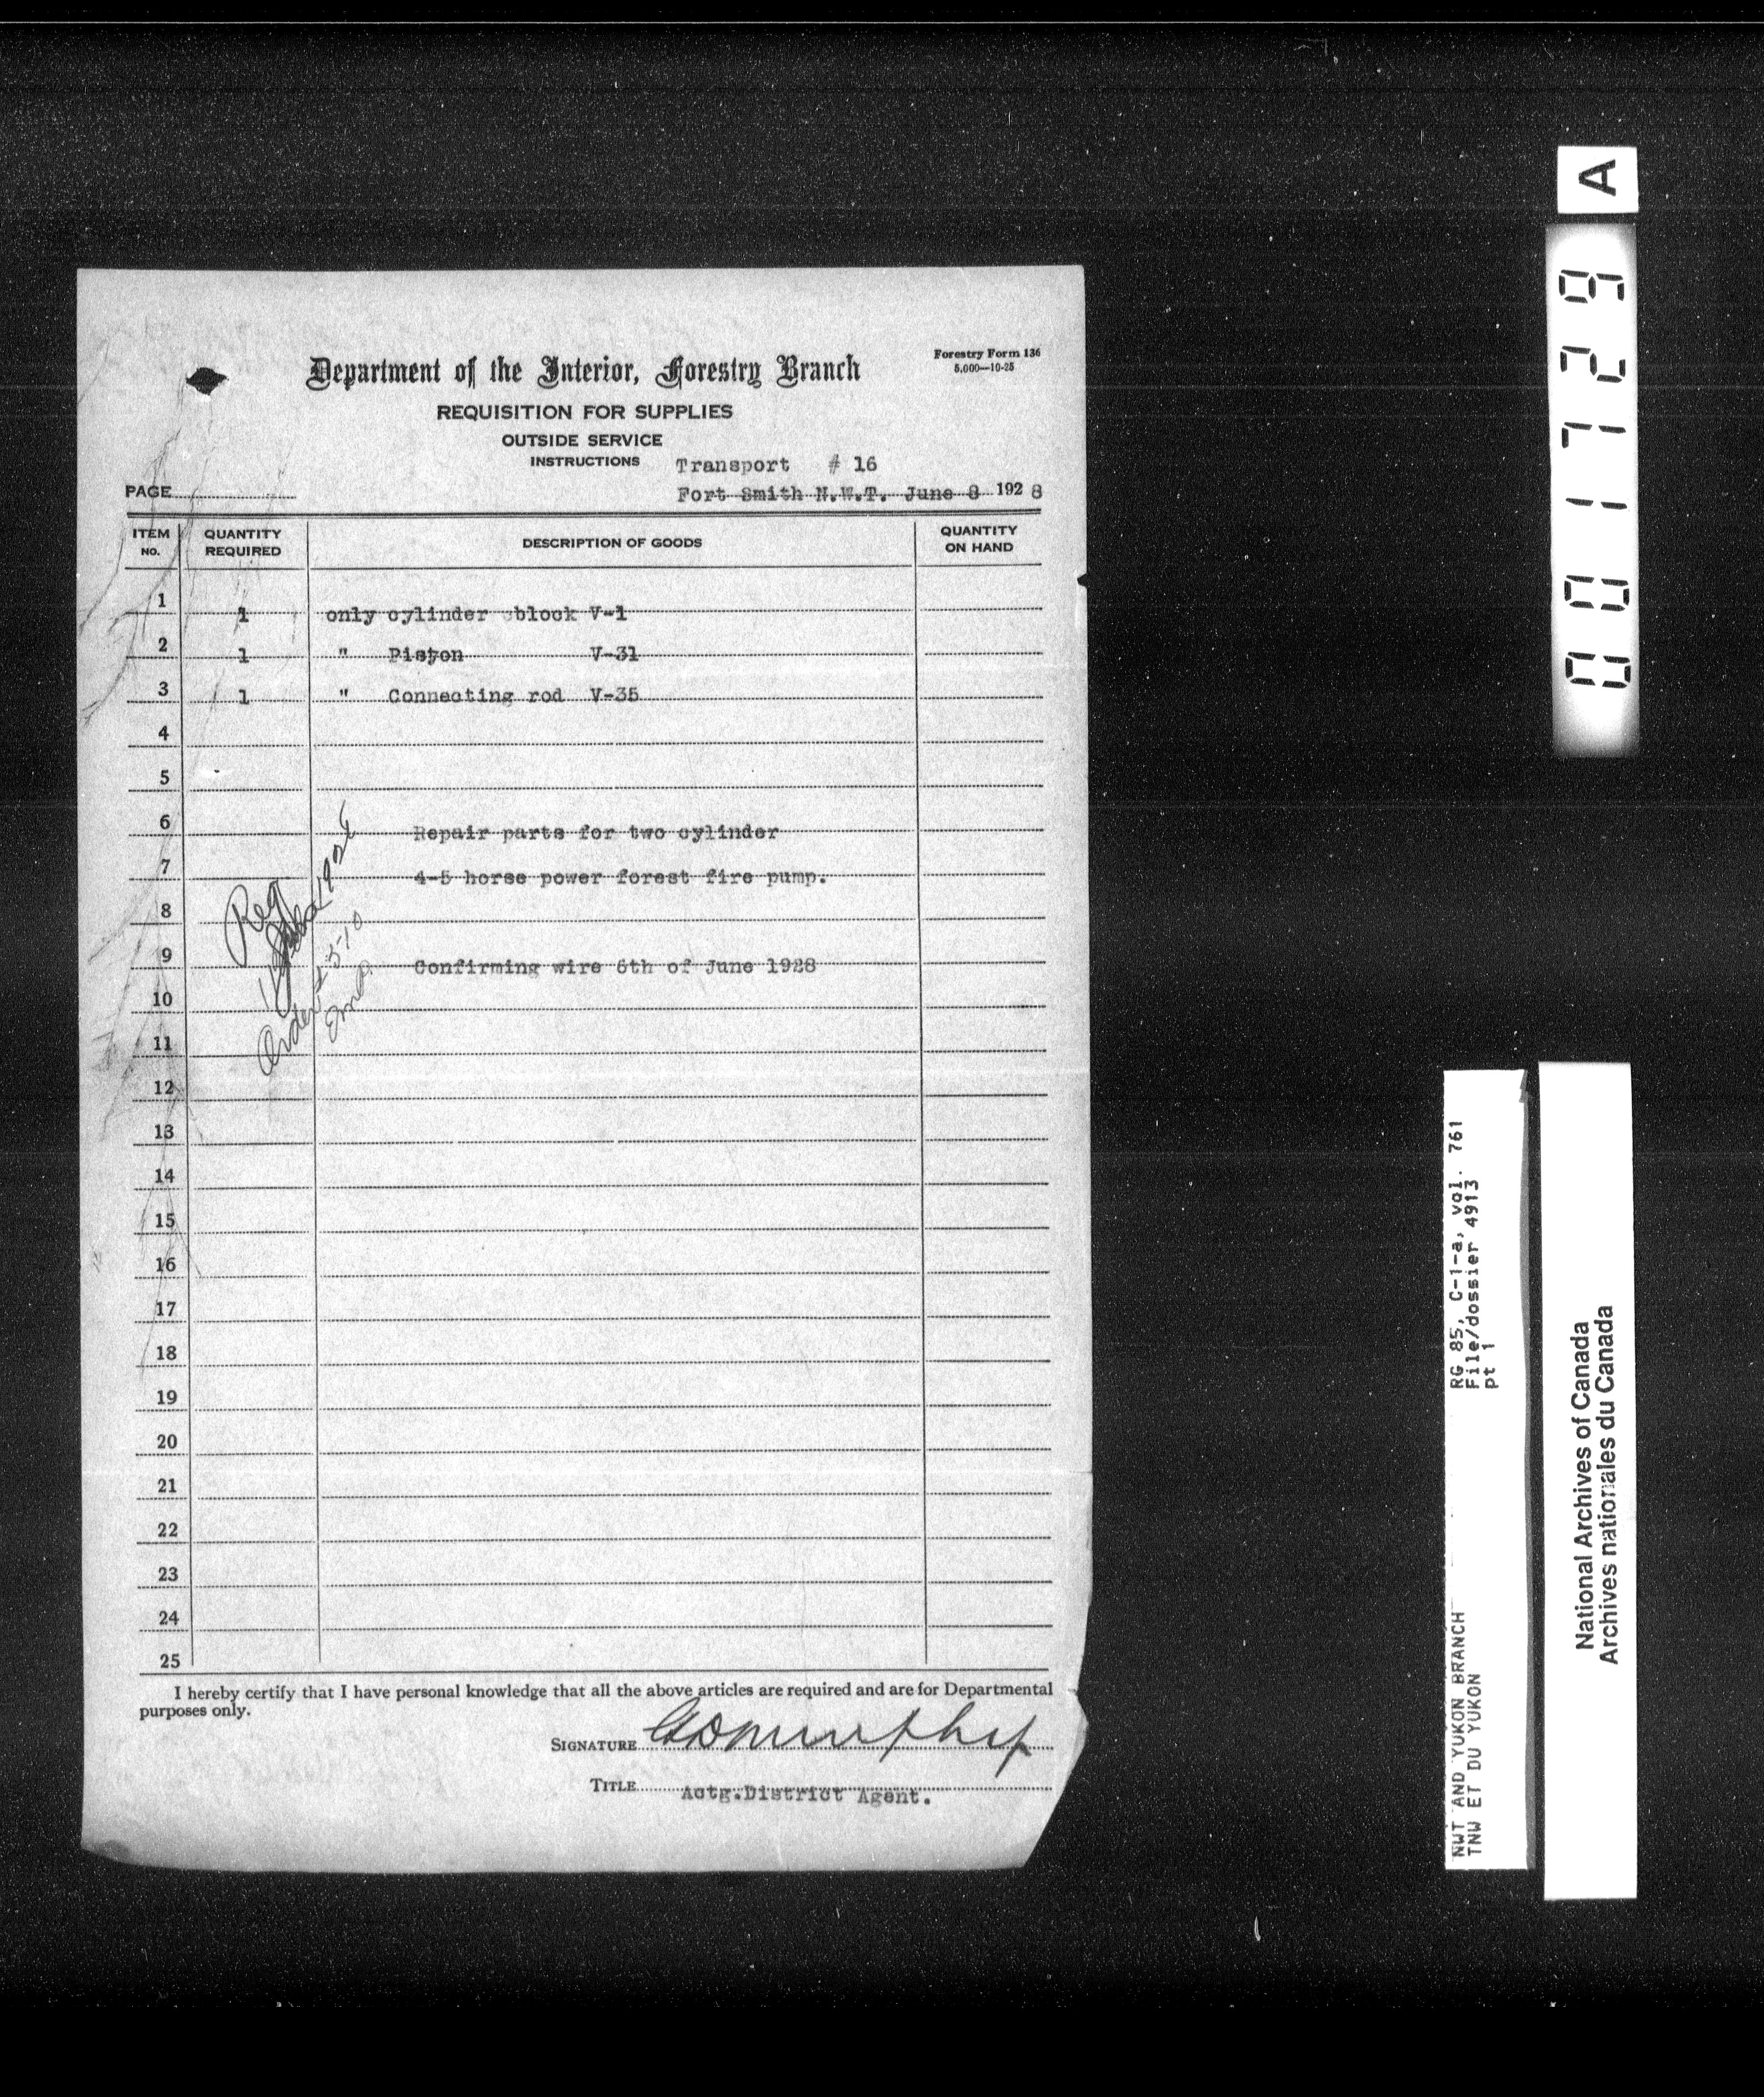 Department of the Interior, Forestry Branch
Forestry Form 136
5,000—10-25
REQUISITION FOR SUPPLIES
OUTSIDE SERVICE
INSTRUCTIONS
Transport # 16
PAGE
Fort Smith N.W.T. June 8 1928
ITEM NO. QUANTITY REQUIRED DESCRIPTION OF GOODS QUANTITY ON HAND
1 1 only cylinder block V-1
2 1 " Piston V-31
3 1 " Connecting rod V-35
4
5
6 Repair parts for two cylinder
7 4-5 horse power forest fire pump.
8
9 Confirming wire 6th of June 1928
10
11
12
13
14
15
16
17
18
19
20
21
22
23
24
25
Req
Order
I hereby certify that I have personal knowledge that all the above articles are required and are for Departmental
purposes only.
SIGNATURE
TITLE Actg.District Agent.
A
001729
RG 85, C-1-a, vol. 761
File/dossier 4913
pt 1
NWT AND YUKON BRANCH
TNW ET DU YUKON
National Archives of Canada
Archives nationales du Canada